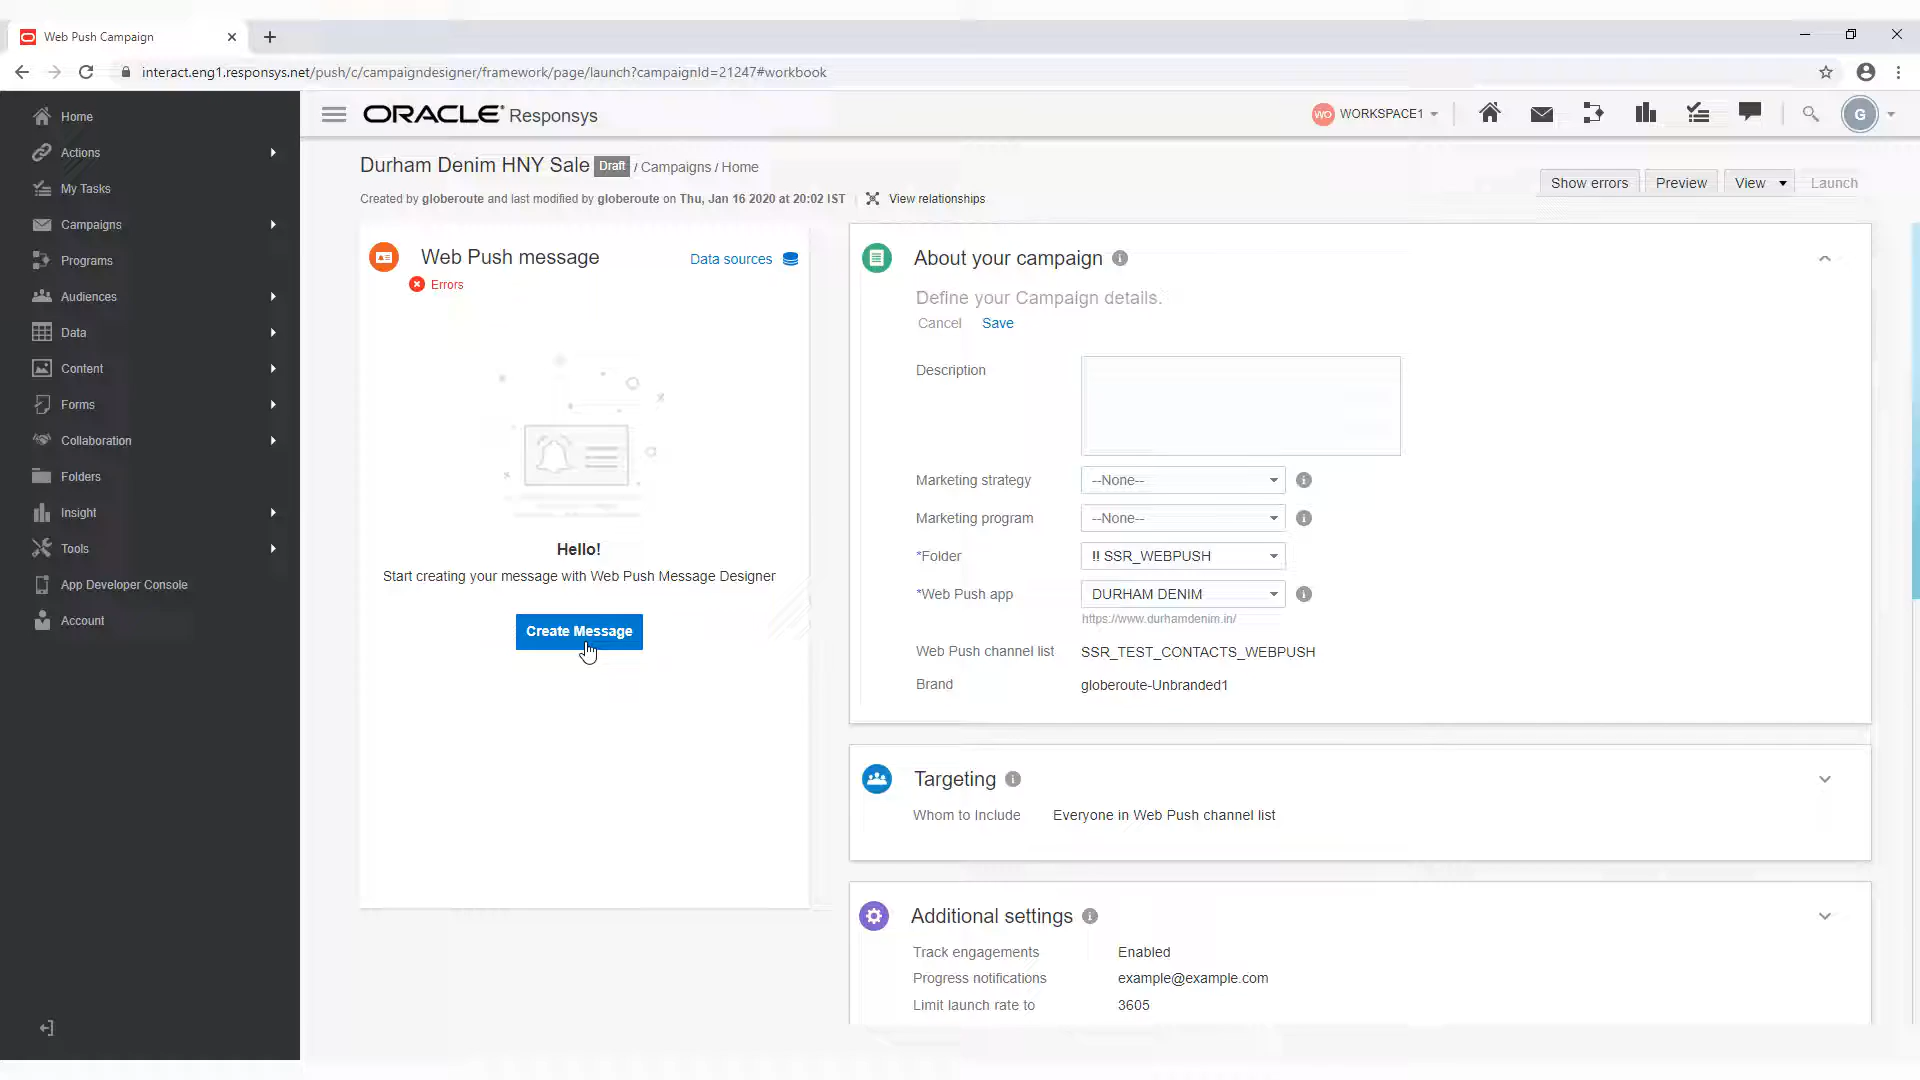 Web Push Campaign
interact.eng1.responsys.net/push/c/campaigndesigner/framework/page/launch?campaignId=21247#workbook
Home
Actions
My Tasks
Campaigns
Programs
Audiences
Data
Content
Forms
Collaboration
Folders
Insight
Tools
App Developer Console
Account
ORACLE Responsys
WO WORKSPACE1
G
Durham Denim HNY Sale Draft / Campaigns / Home
Created by globeroute and last modified by globeroute on Thu, Jan 16 2020 at 20:02 IST View relationships
Show errors Preview View Launch
Web Push message Data sources
Errors
Hello!
Start creating your message with Web Push Message Designer
Create Message
About your campaign
Define your Campaign details.
Cancel Save
Description
Marketing strategy --None--
Marketing program --None--
*Folder !! SSR_WEBPUSH
*Web Push app DURHAM DENIM
https://www.durhamdenim.in/
Web Push channel list SSR_TEST_CONTACTS_WEBPUSH
Brand globeroute-Unbranded1
Targeting
Whom to Include Everyone in Web Push channel list
Additional settings
Track engagements Enabled
Progress notifications example@example.com
Limit launch rate to 3605